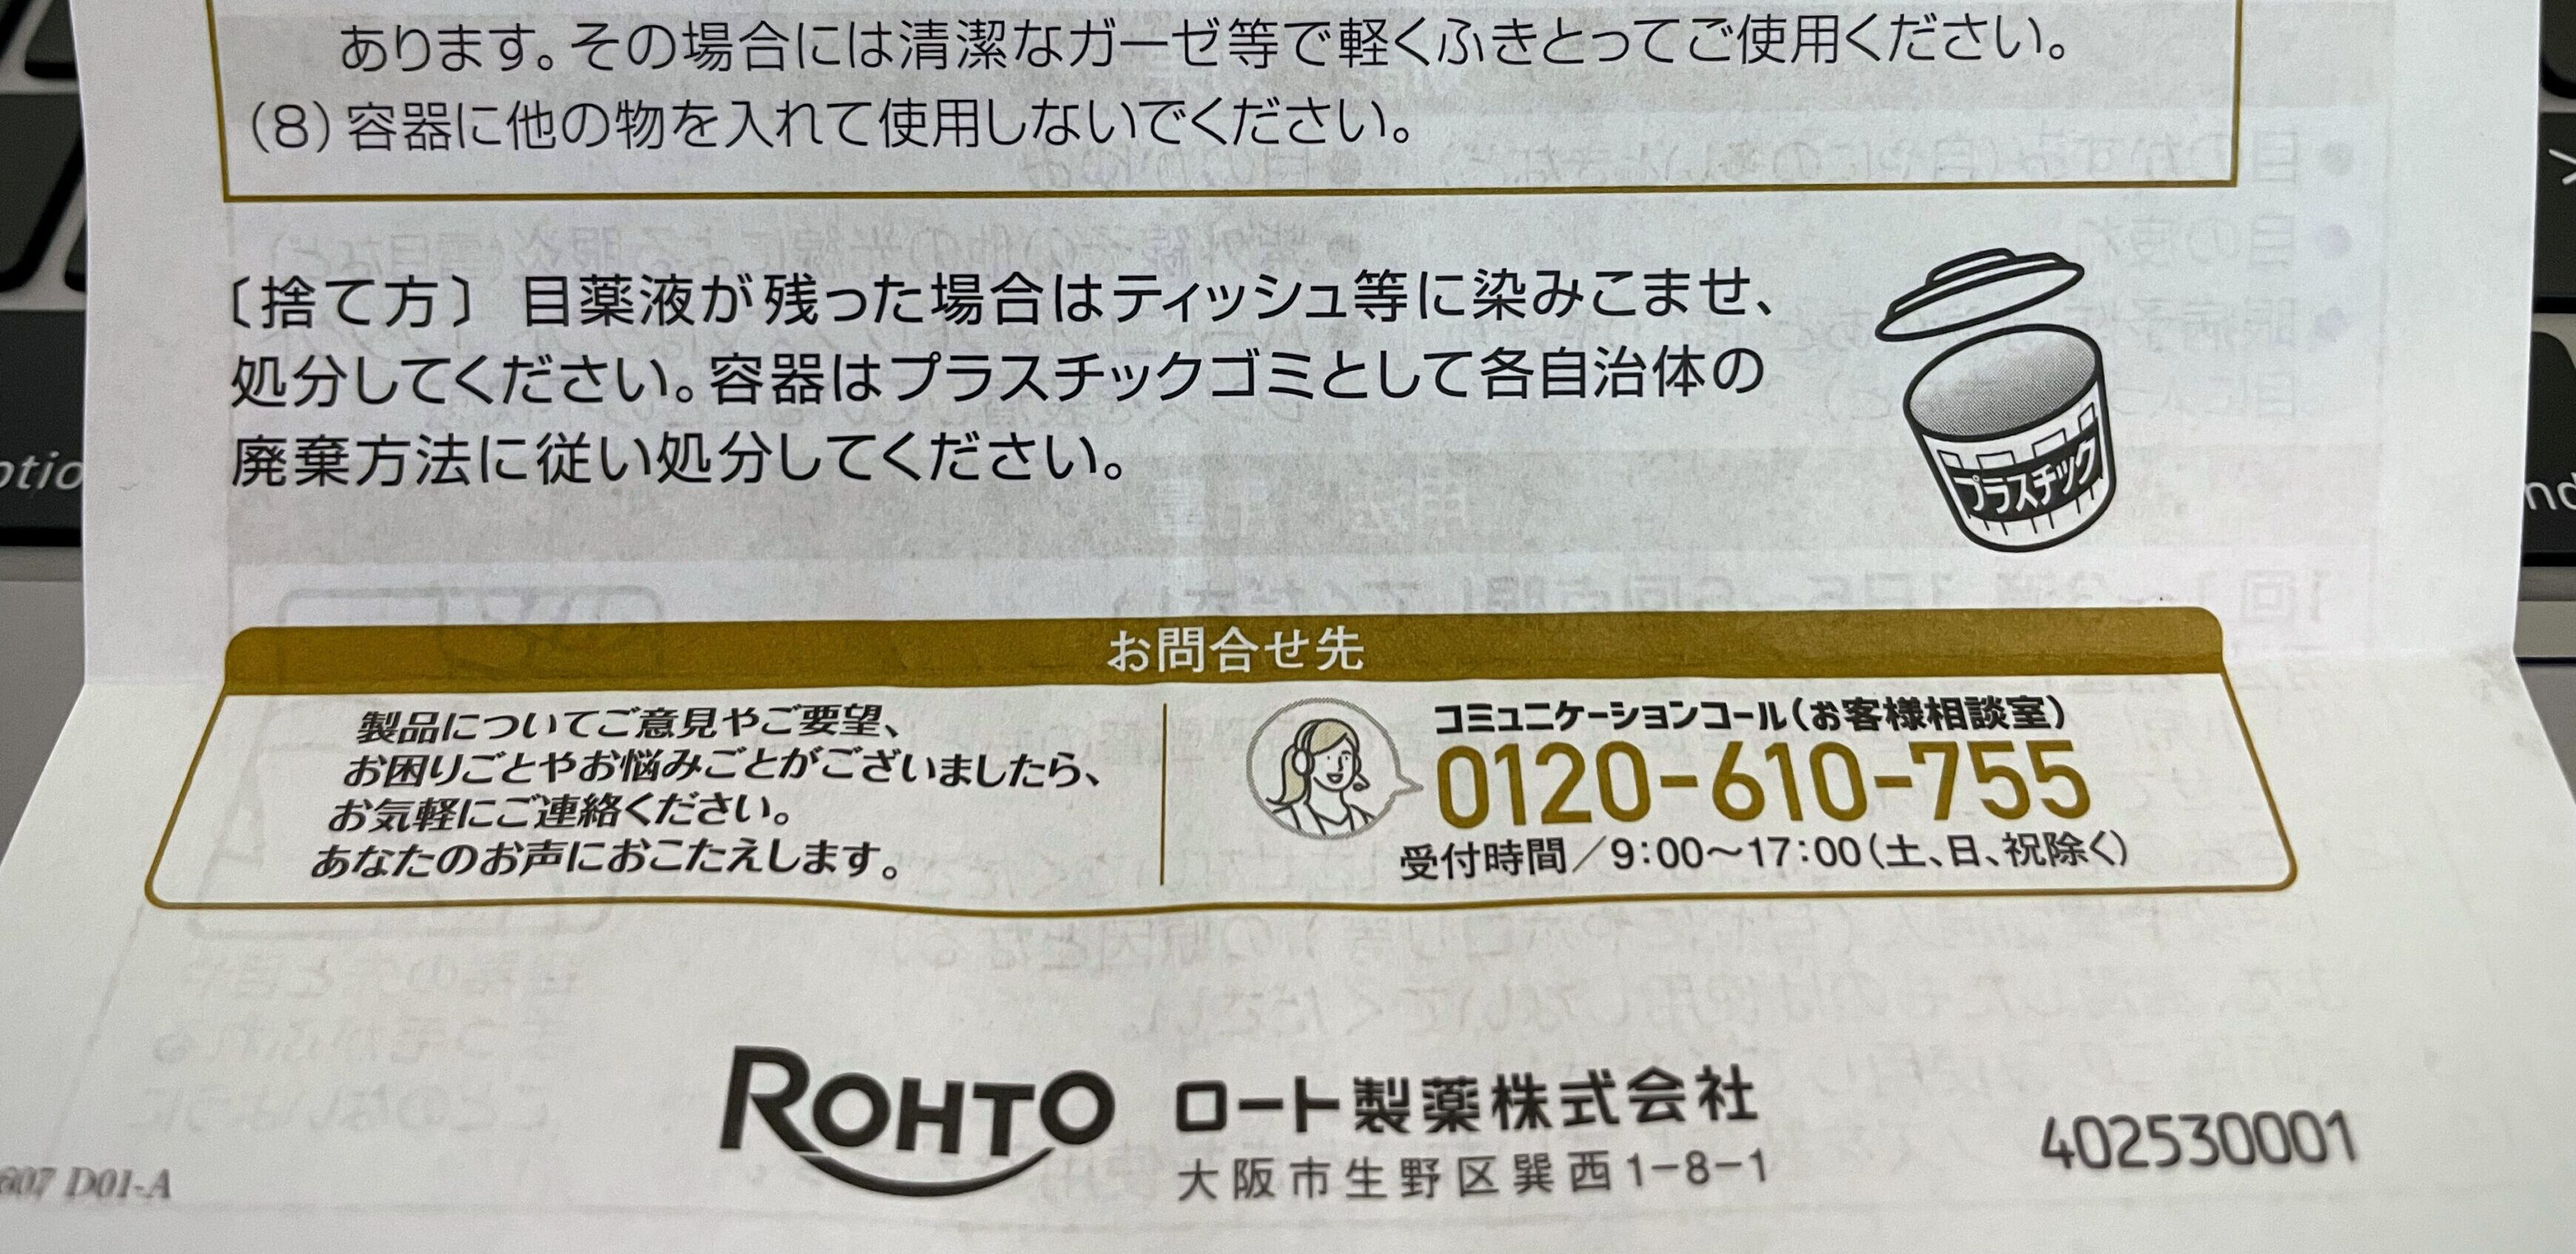 あります。その場合には清潔なガーゼ等で軽くふきとってご使用ください。
(8) 容器に他の物を入れて使用しないでください。
〔捨て方〕 目薬液が残った場合はティッシュ等に染みこませ、
処分してください。容器はプラスチックゴミとして各自治体の
廃棄方法に従い処分してください。
プラスチック
お問合せ先
製品についてご意見やご要望、
お困りごとやお悩みごとがございましたら、
お気軽にご連絡ください。
あなたのお声におこたえします。
コミュニケーションコール(お客様相談室)
0120-610-755
受付時間/9:00〜17:00(土、日、祝除く)
ROHTO ロート製薬株式会社
大阪市生野区巽西1-8-1
402530001
D01-A